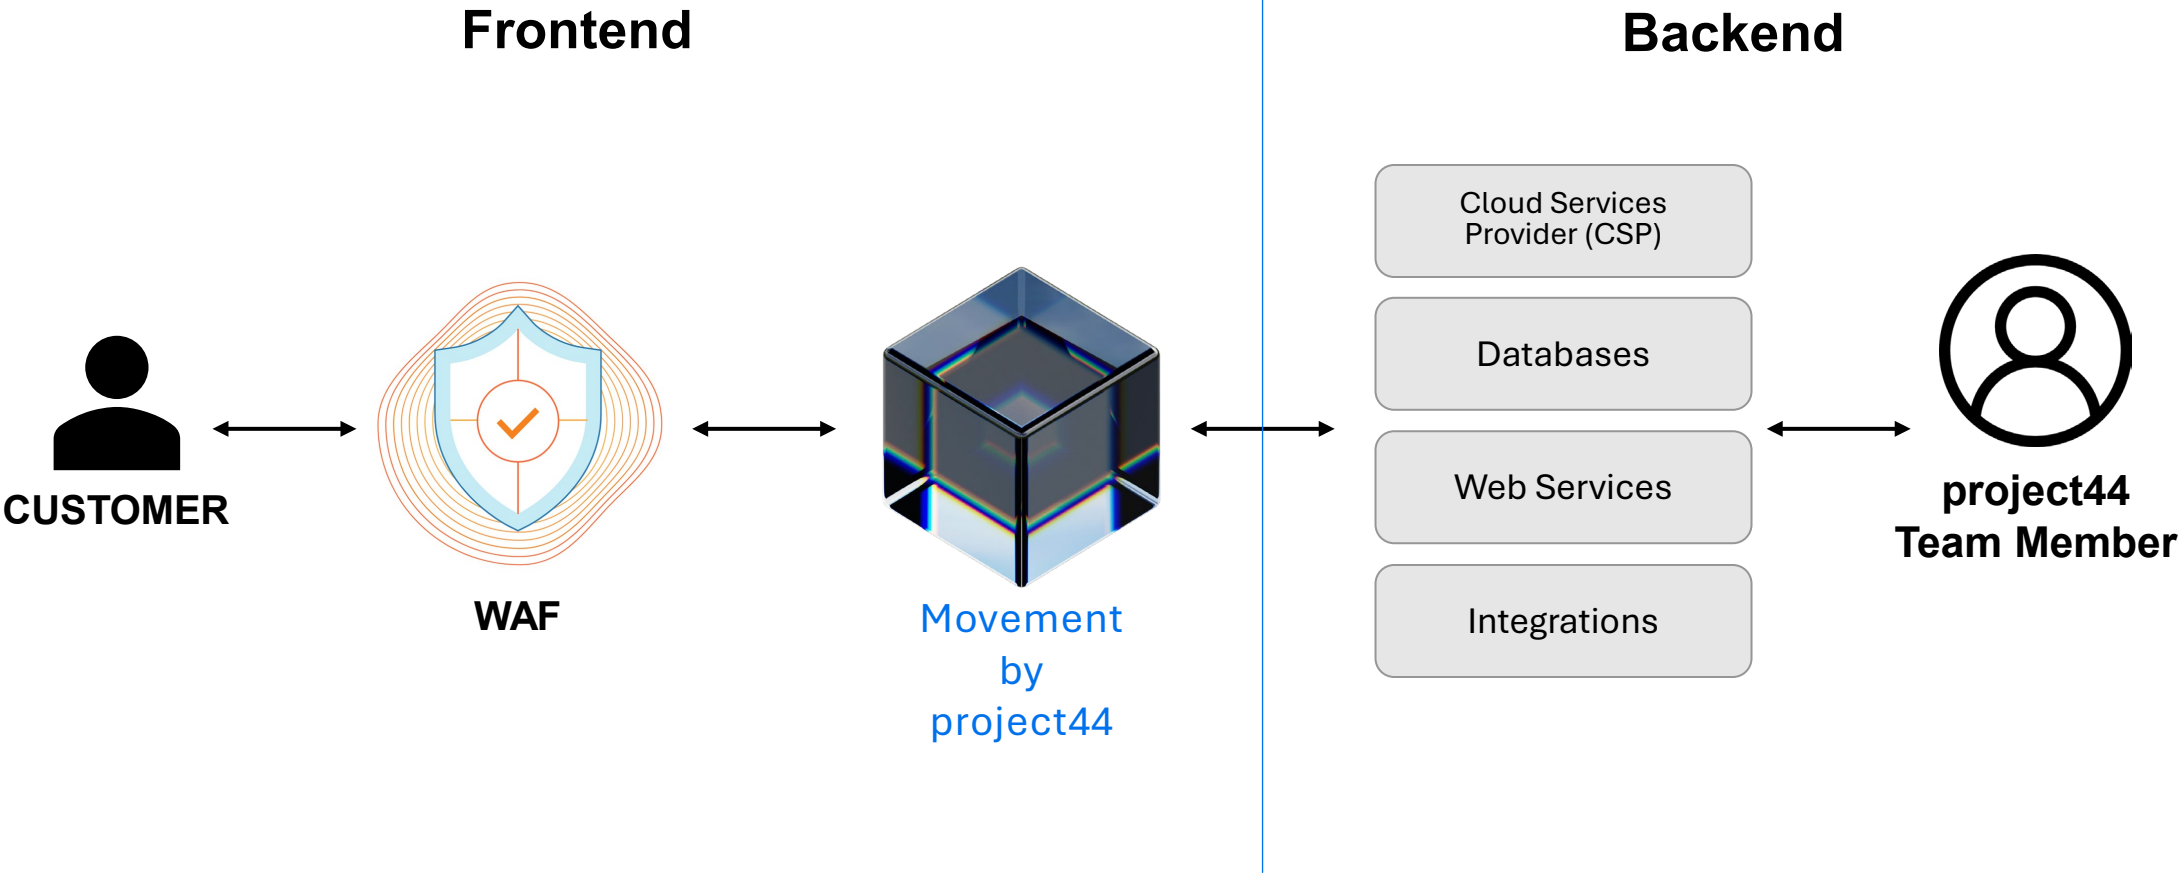 Frontend
Backend
CUSTOMER
WAF
Movement
by
project44
Cloud Services
Provider (CSP)
Databases
Web Services
Integrations
project44
Team Member